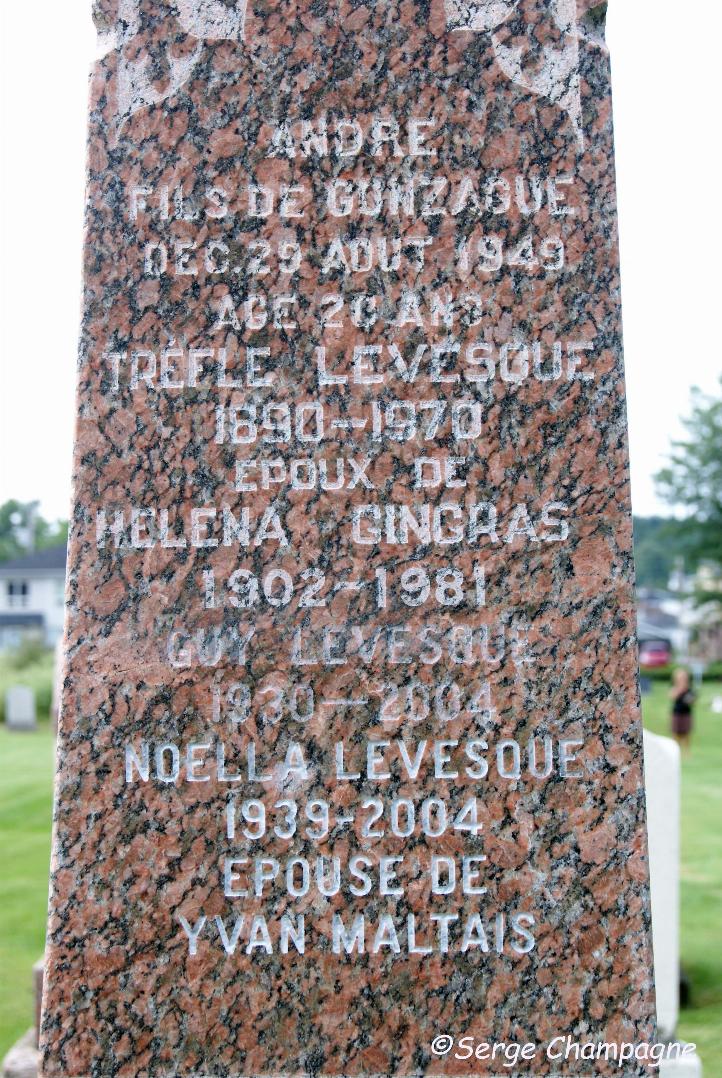 ANDRE
FILS DE GONZAGUE
DEC. 29 AOUT 1949
AGE 20 ANS
TRÉFLE LEVESQUE
1890--1970
EPOUX DE
HELENA GINGRAS
1902-1981
GUY LEVESQUE
1930-2004
NOELLA LEVESQUE
1939-2004
EPOUSE DE
YVAN MALTAIS
©Serge Champagne